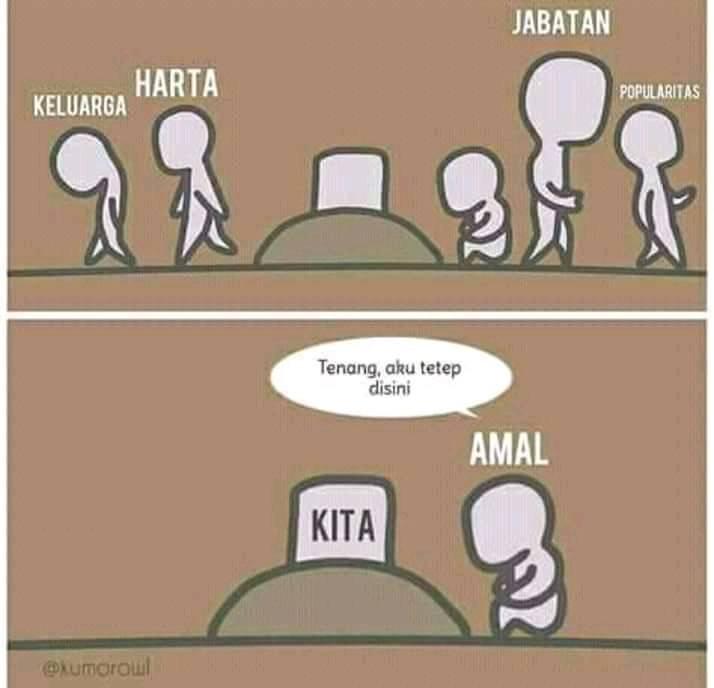 JABATAN
HARTA
POPULARITAS
KELUARGA
Tenang, aku tetep
disini
AMAL
KITA
@kumorowl